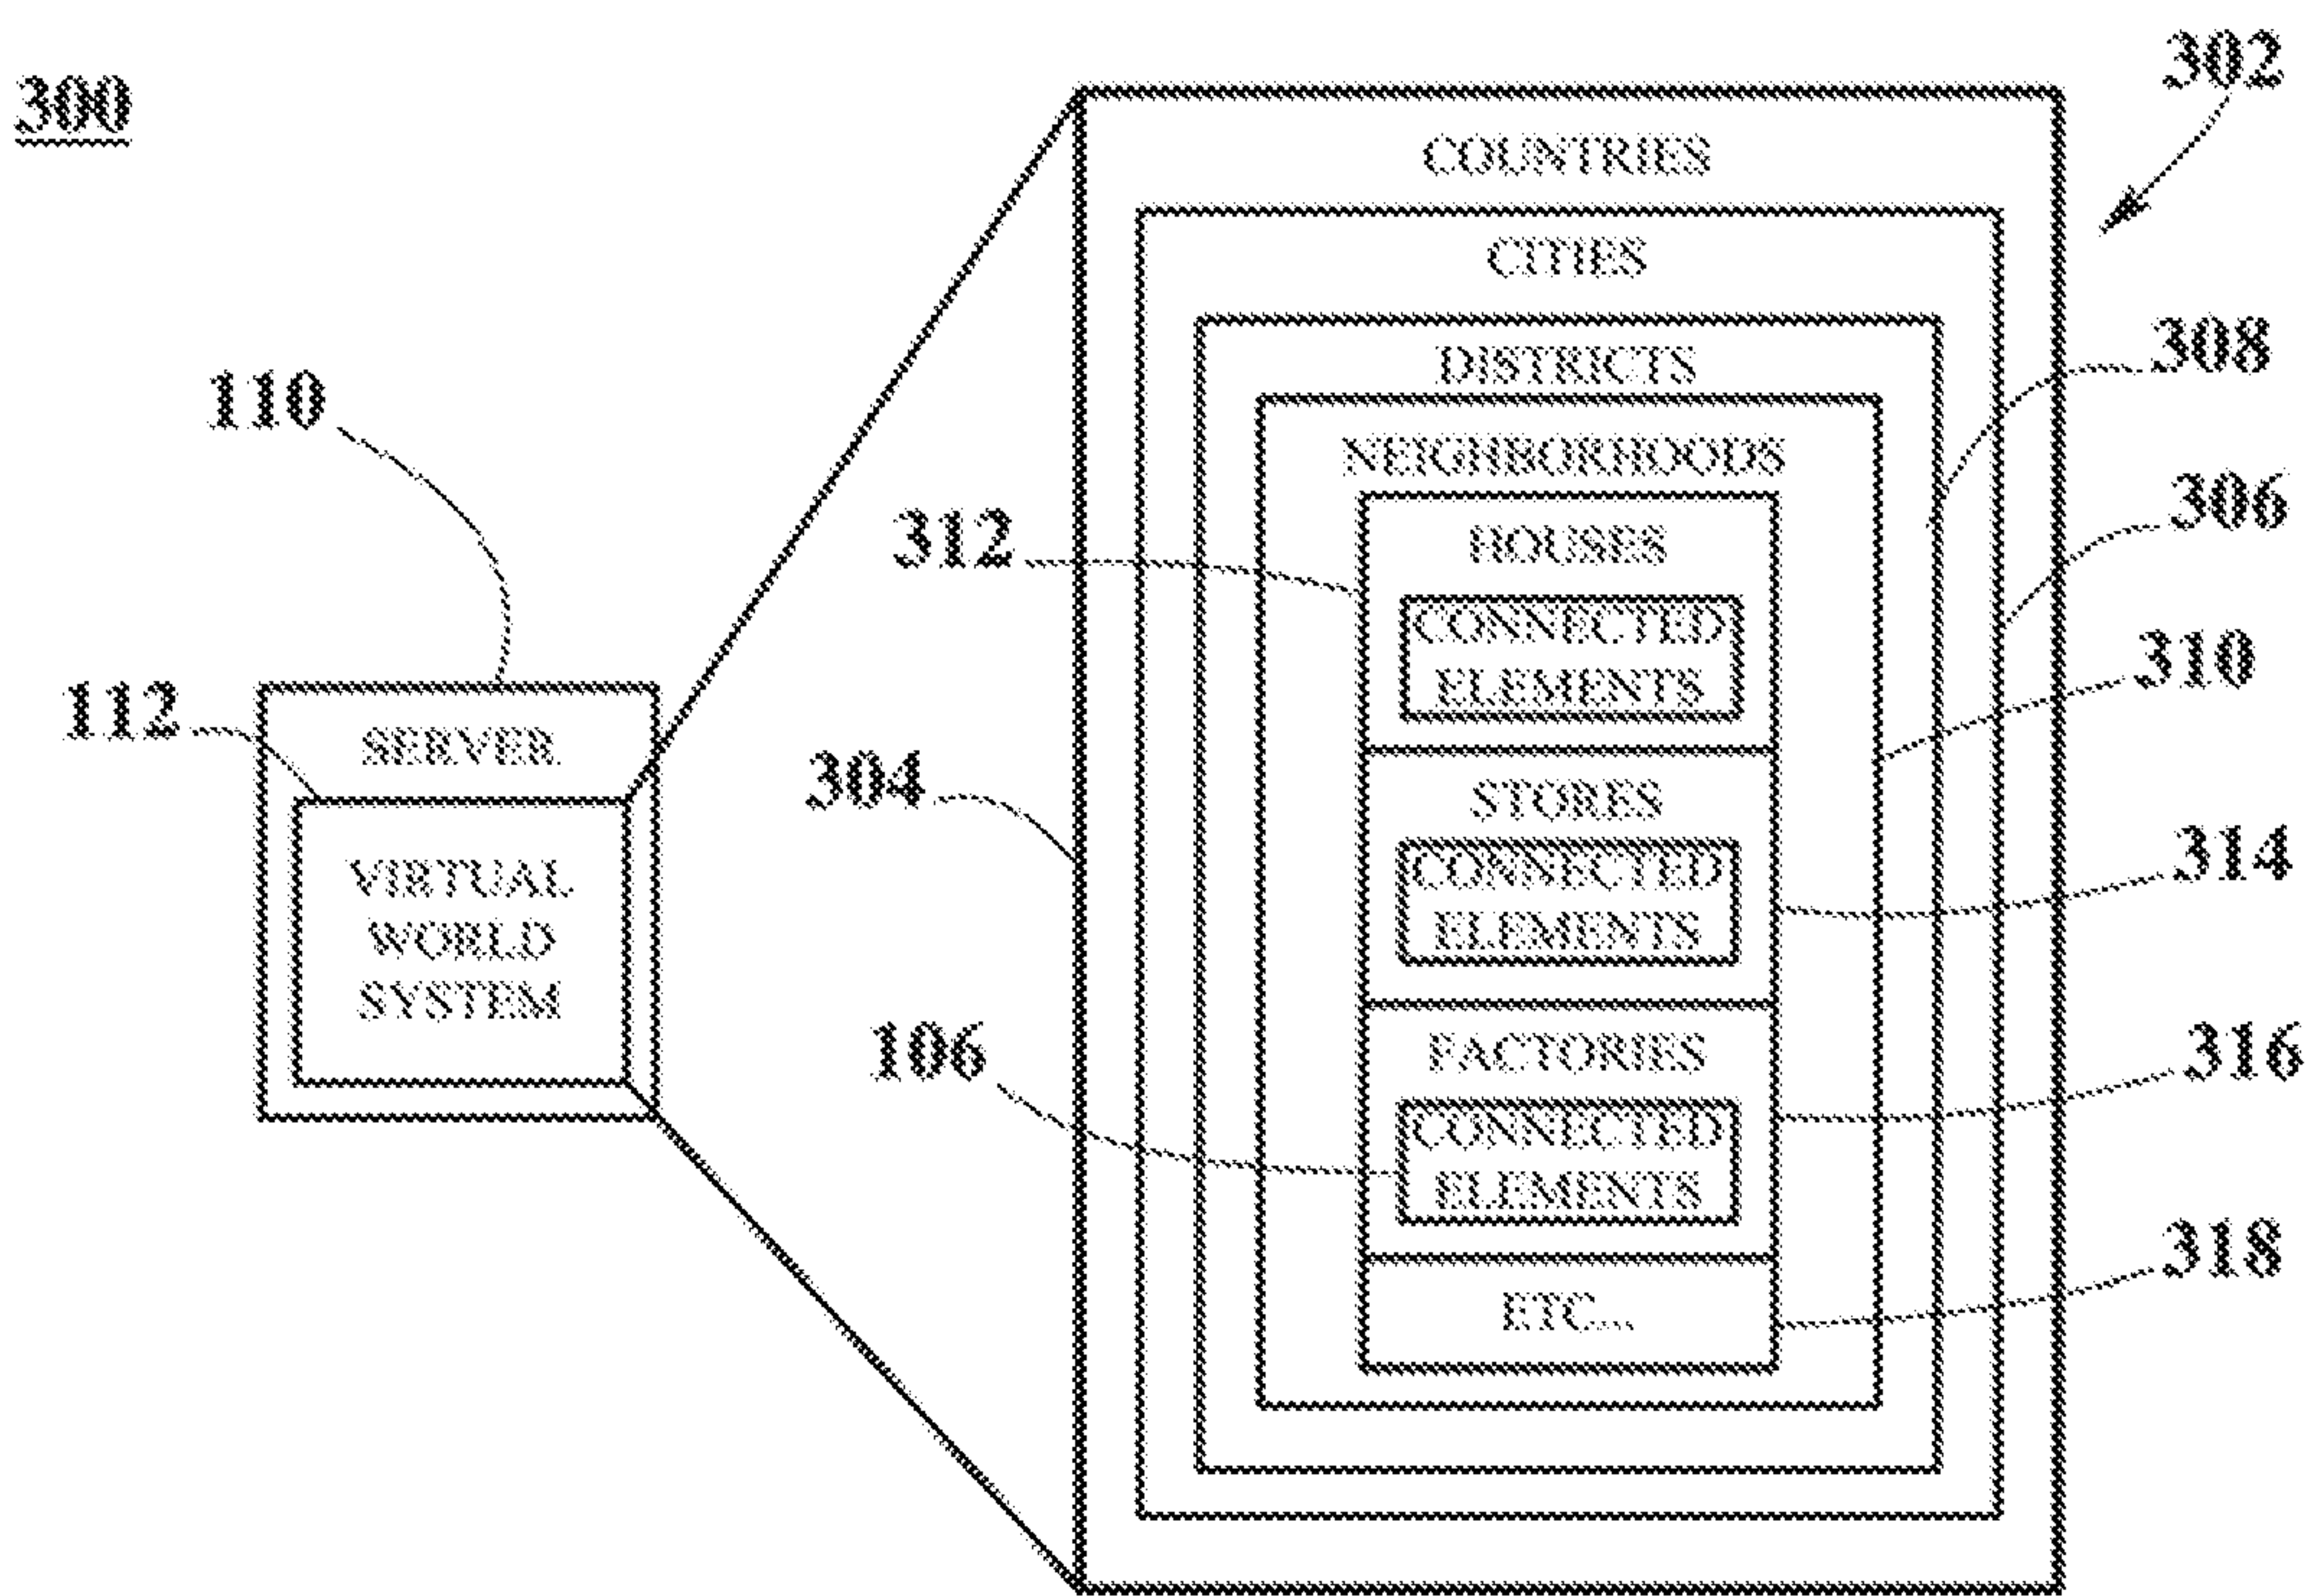 300
302
COUNTRIES
CITIES
308
DISTRICTS
110
NEIGHBORHOODS
306
312
HOUSES
CONNECTED
ELEMENTS
310
112
SERVER
304
STORES
CONNECTED
ELEMENTS
314
VIRTUAL
WORLD
SYSTEM
106
FACTORIES
316
CONNECTED
ELEMENTS
318
ETC...